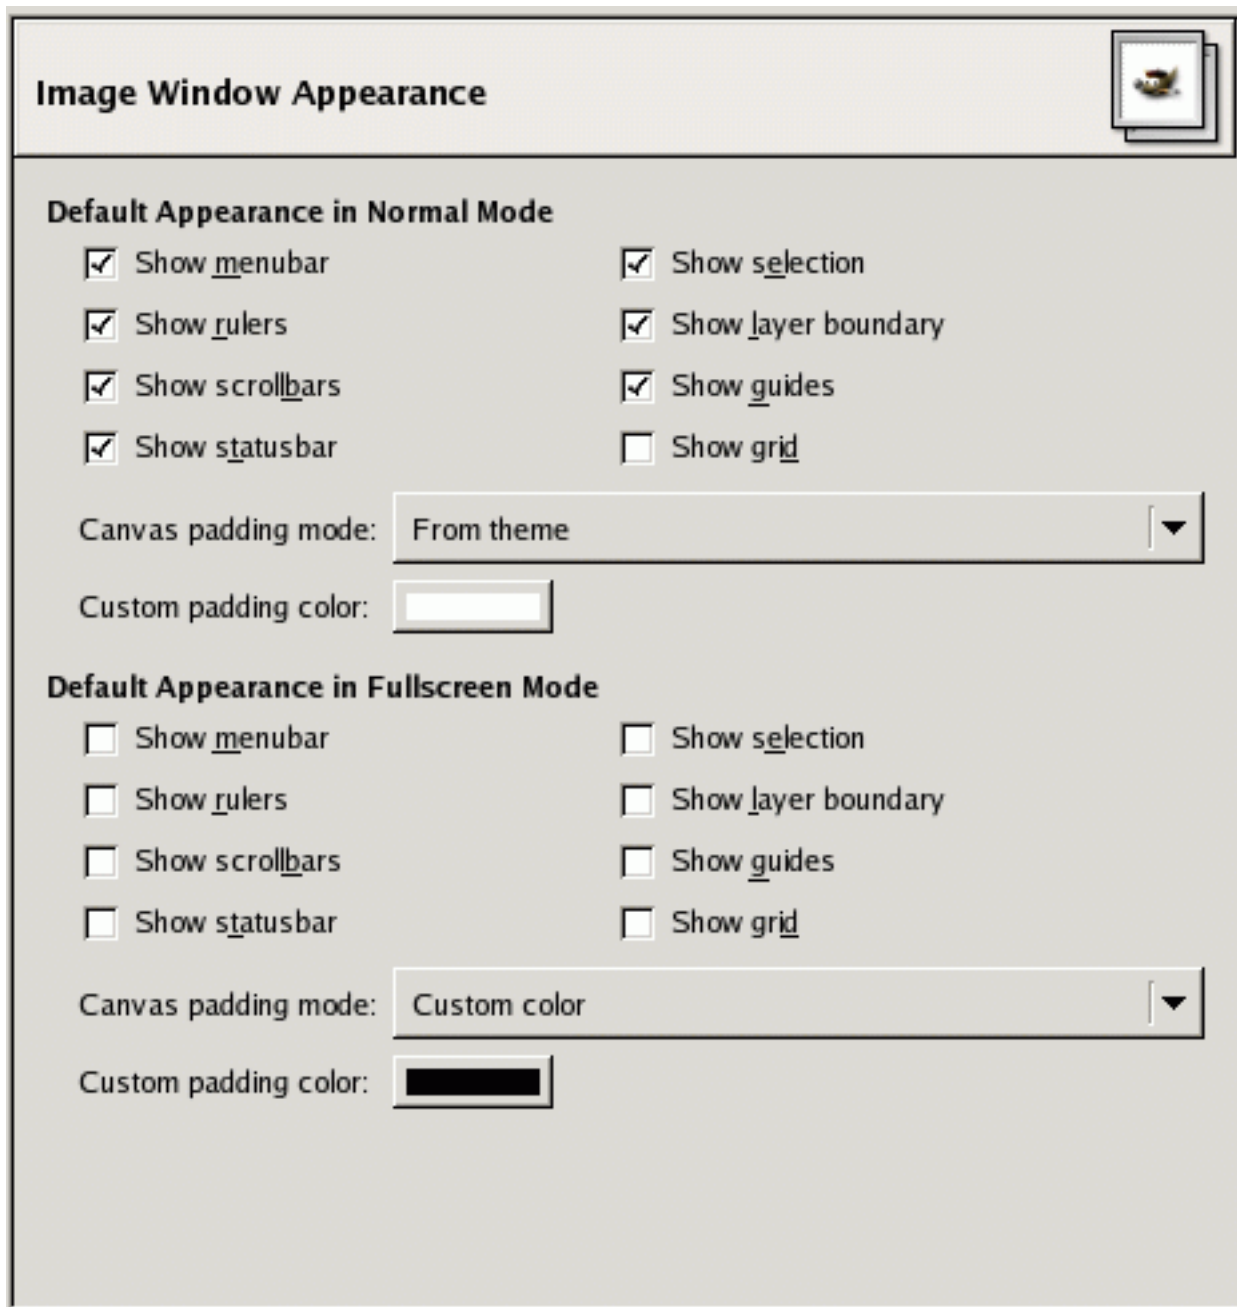 Image Window Appearance
Default Appearance in Normal Mode
Show menubar
Show selection
Show rulers
Show layer boundary
Show scrollbars
Show guides
Show statusbar
Show grid
Canvas padding mode: From theme
Custom padding color:
Default Appearance in Fullscreen Mode
Show menubar
Show selection
Show rulers
Show layer boundary
Show scrollbars
Show guides
Show statusbar
Show grid
Canvas padding mode: Custom color
Custom padding color: